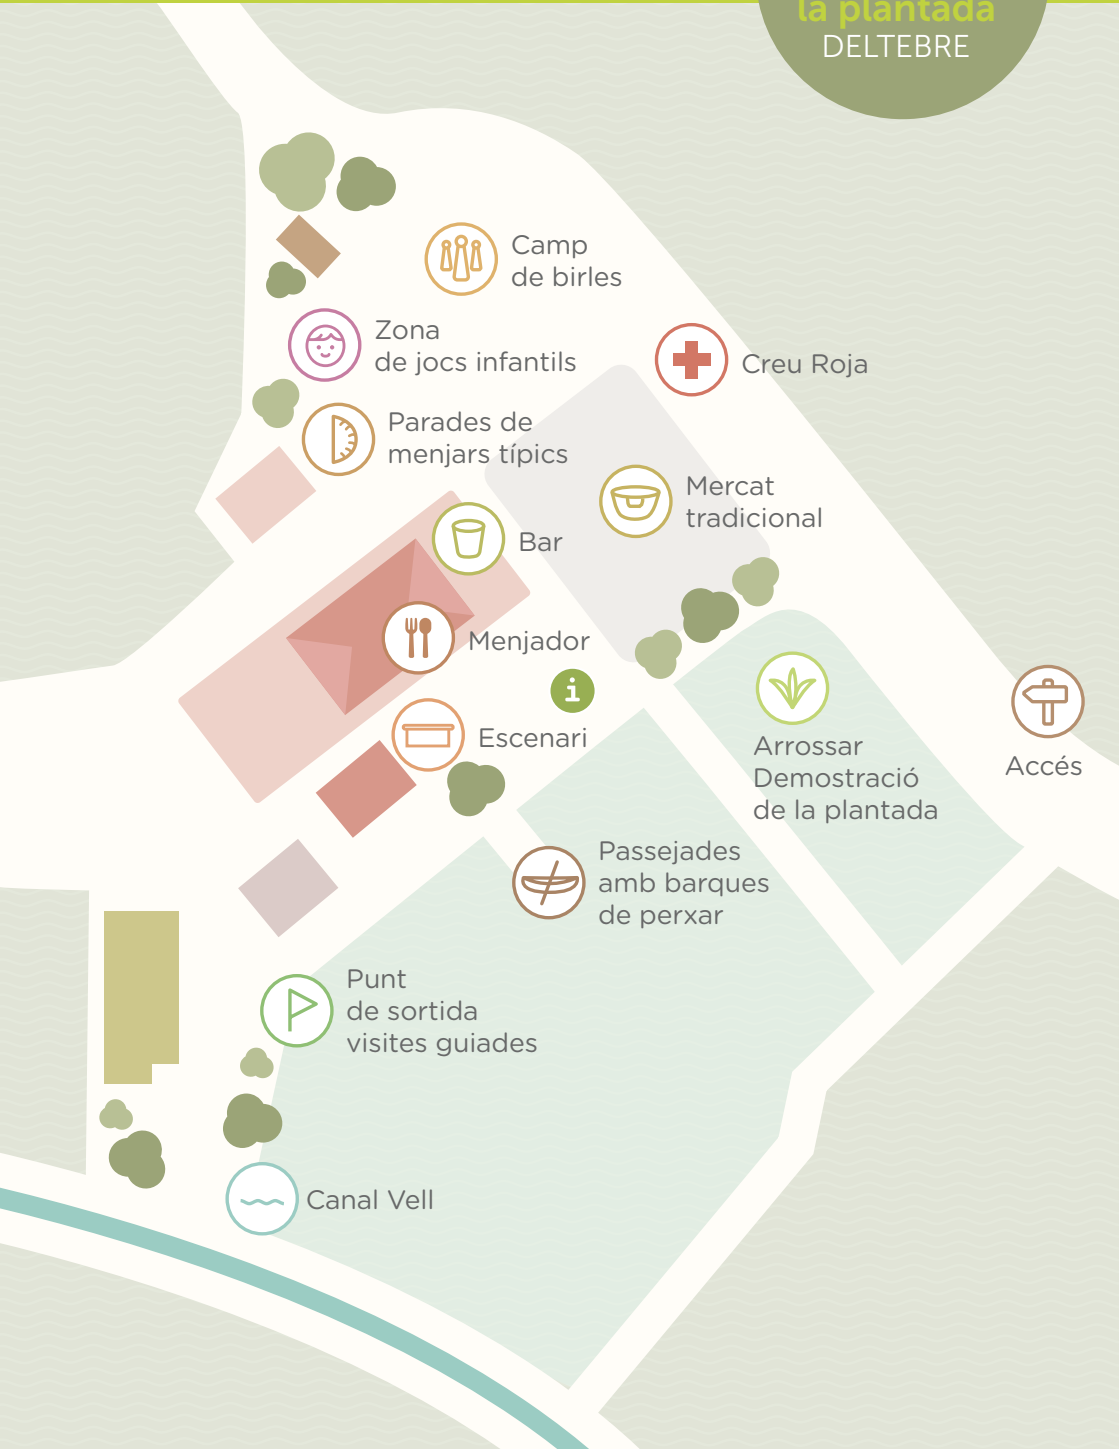 la plantada
DELTEBRE
Camp
de birles
Zona
de jocs infantils
Creu Roja
Parades de
menjars típics
Mercat
tradicional
Bar
Menjador
i
Escenari
Arrossar
Demostració
de la plantada
Accés
Passejades
amb barques
de perxar
Punt
de sortida
visites guiades
Canal Vell